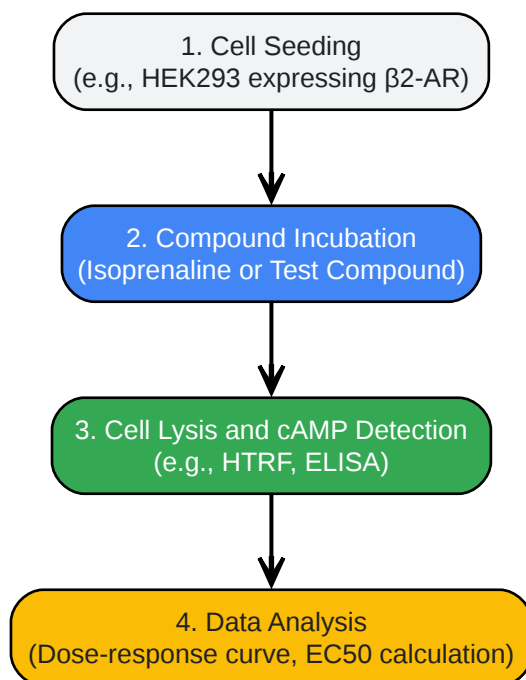 1. Cell Seeding
(e.g., HEK293 expressing β2-AR)
2. Compound Incubation
(Isoprenaline or Test Compound)
3. Cell Lysis and cAMP Detection
(e.g., HTRF, ELISA)
4. Data Analysis
(Dose-response curve, EC50 calculation)